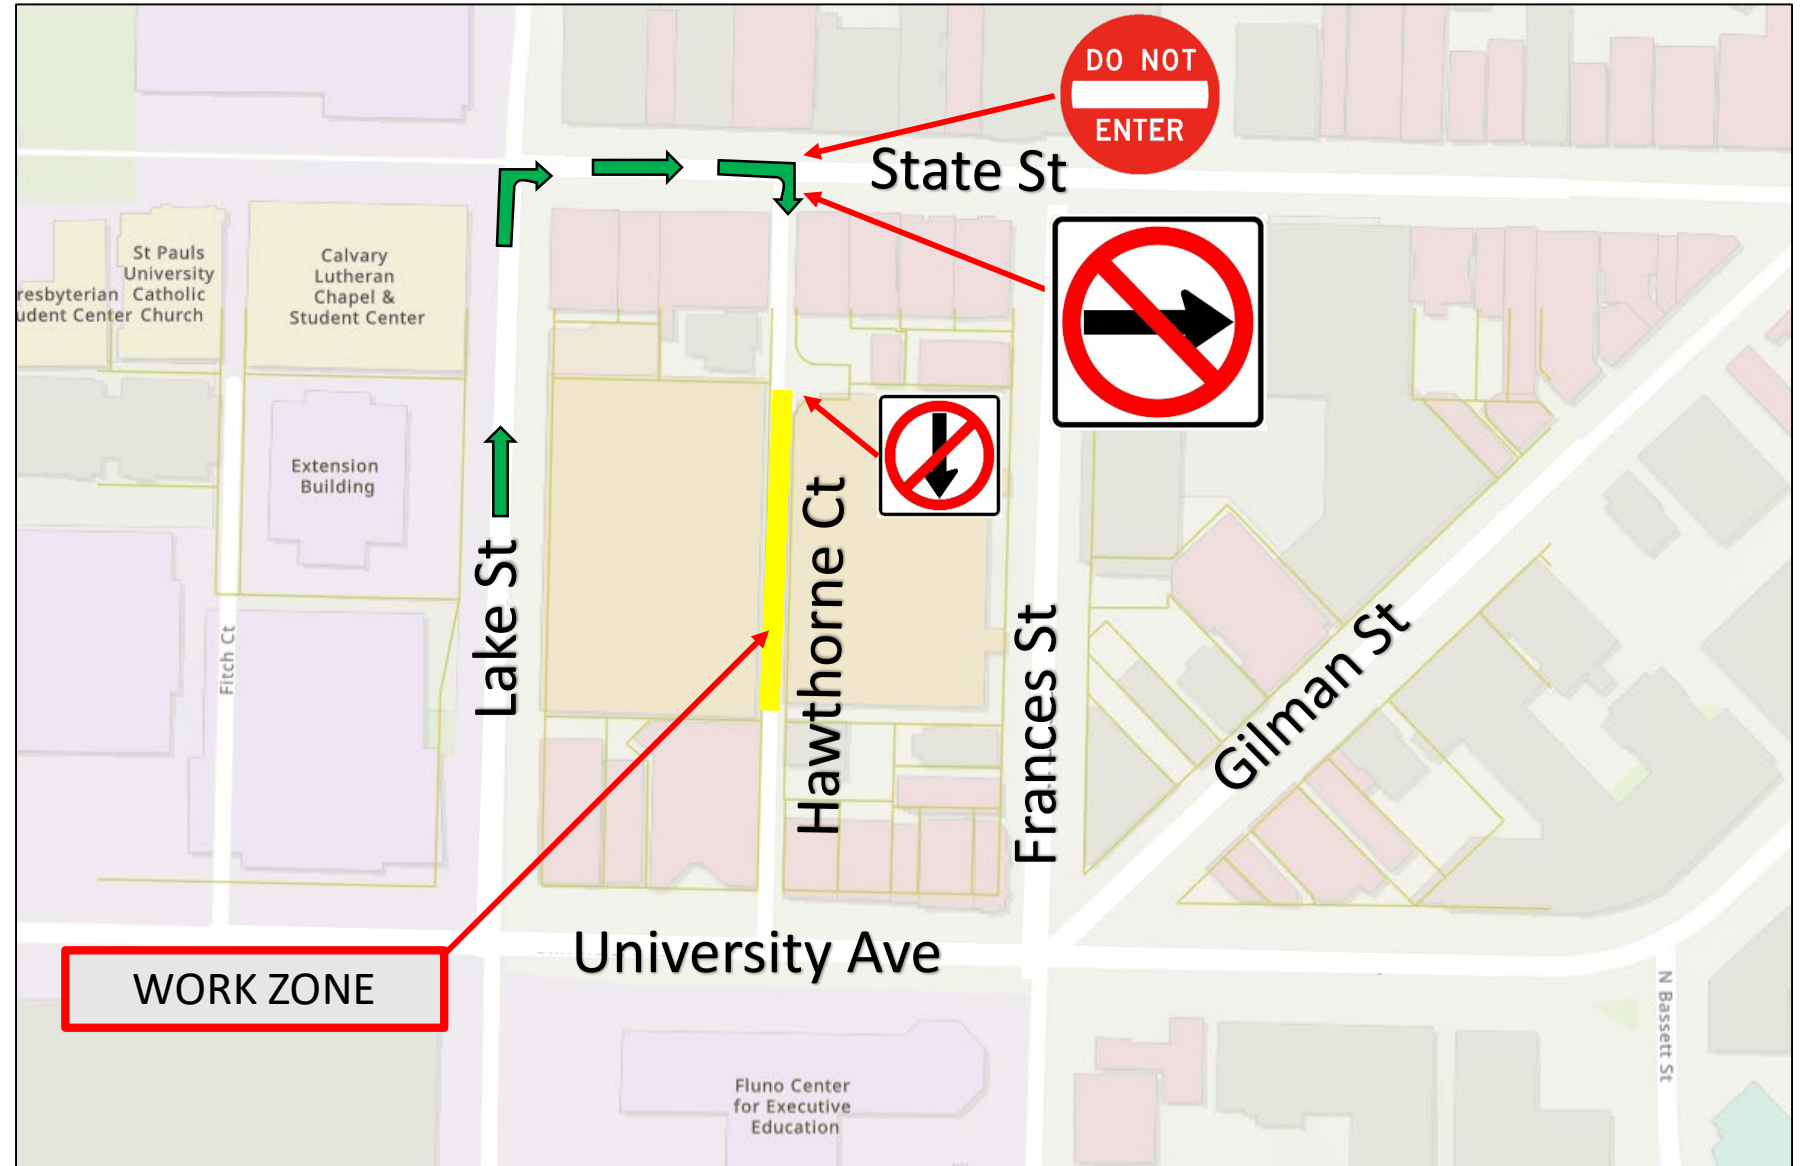 DO NOT
ENTER
State St
St Pauls
University
Catholic
Church
resbyterian
udent Center
Calvary
Lutheran
Chapel &
Student Center
Extension
Building
Fitch Ct
Lake St
Hawthorne Ct
Frances St
Gilman St
University Ave
WORK ZONE
N Bassett St
Fluno Center
for Executive
Education